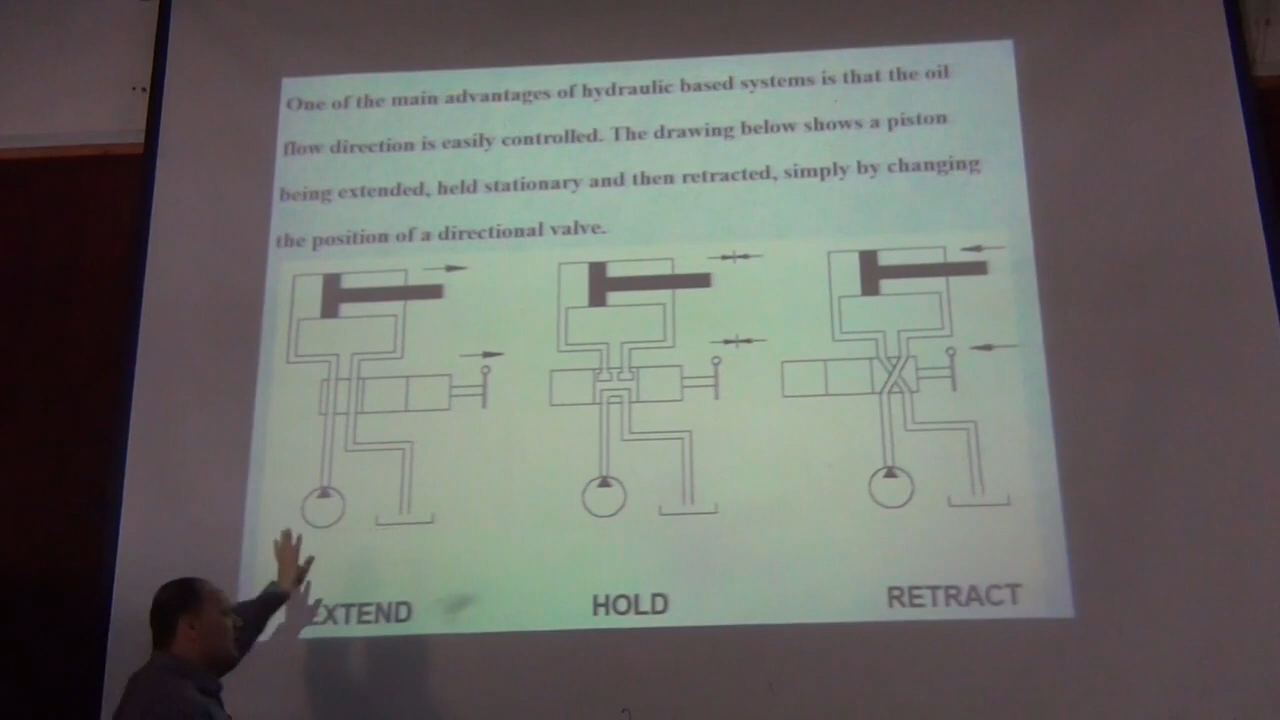 One of the main advantages of hydraulic based systems is that the oil
flow direction is easily controlled. The drawing below shows a piston
being extended, held stationary and then retracted, simply by changing
the position of a directional valve.
EXTEND
HOLD
RETRACT